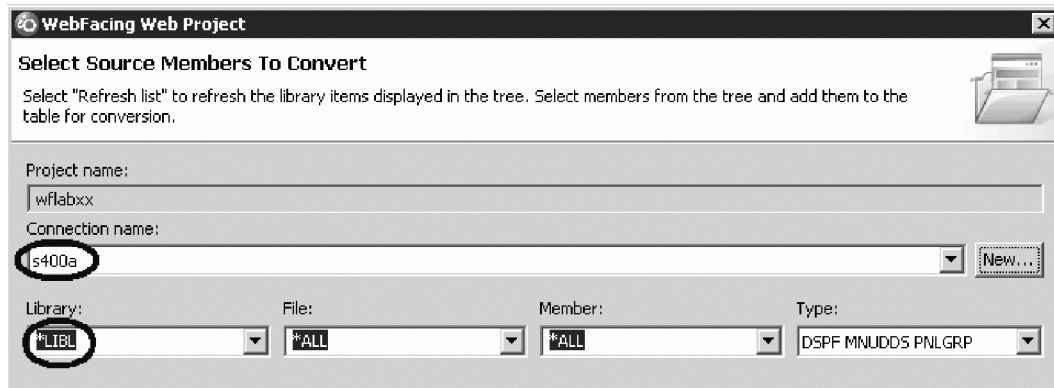 WebFacing Web Project
Select Source Members To Convert
Select "Refresh list" to refresh the library items displayed in the tree. Select members from the tree and add them to the
table for conversion.
Project name:
wflabxx
Connection name:
s400a New...
Library: File: Member: Type:
*LIBL *ALL *ALL DSPF MNUDDS PNLGRP